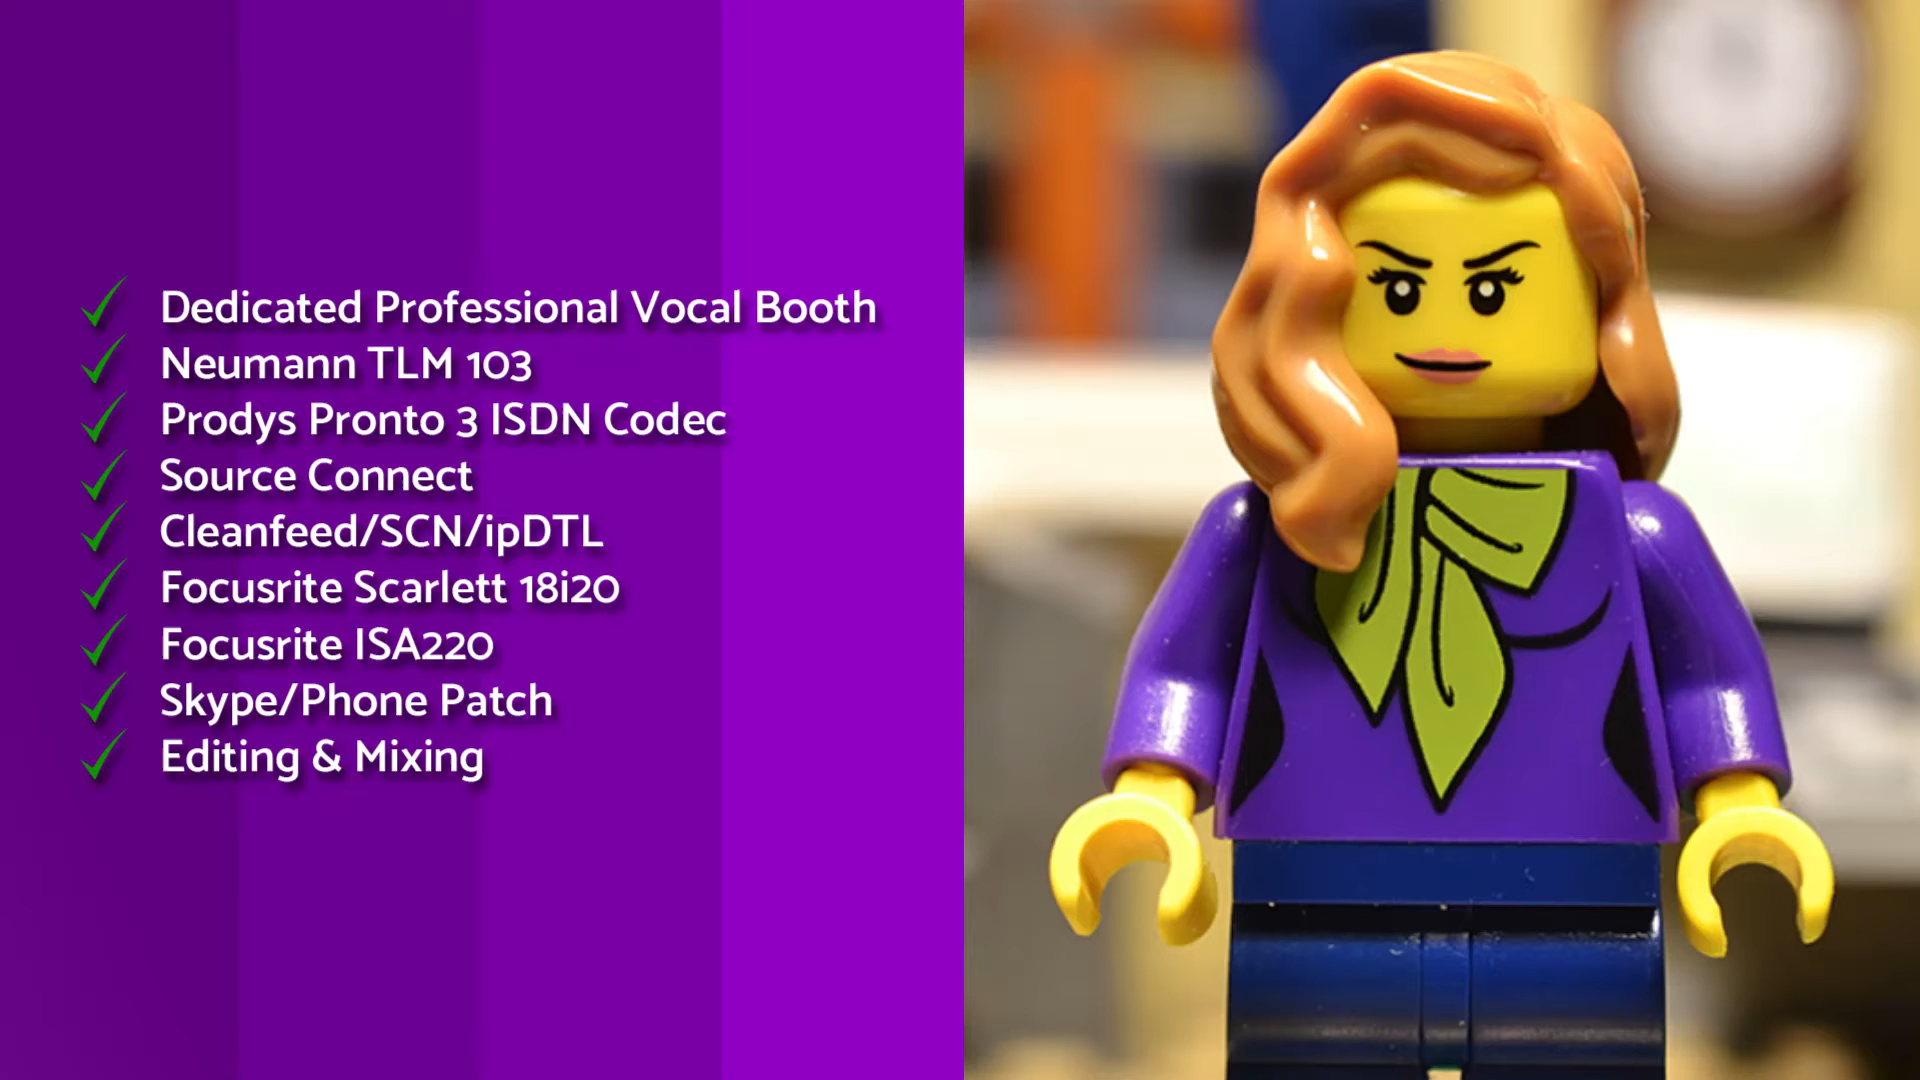 Dedicated Professional Vocal Booth
Neumann TLM 103
Prodys Pronto 3 ISDN Codec
Source Connect
Cleanfeed/SCN/ipDTL
Focusrite Scarlett 18i20
Focusrite ISA220
Skype/Phone Patch
Editing & Mixing